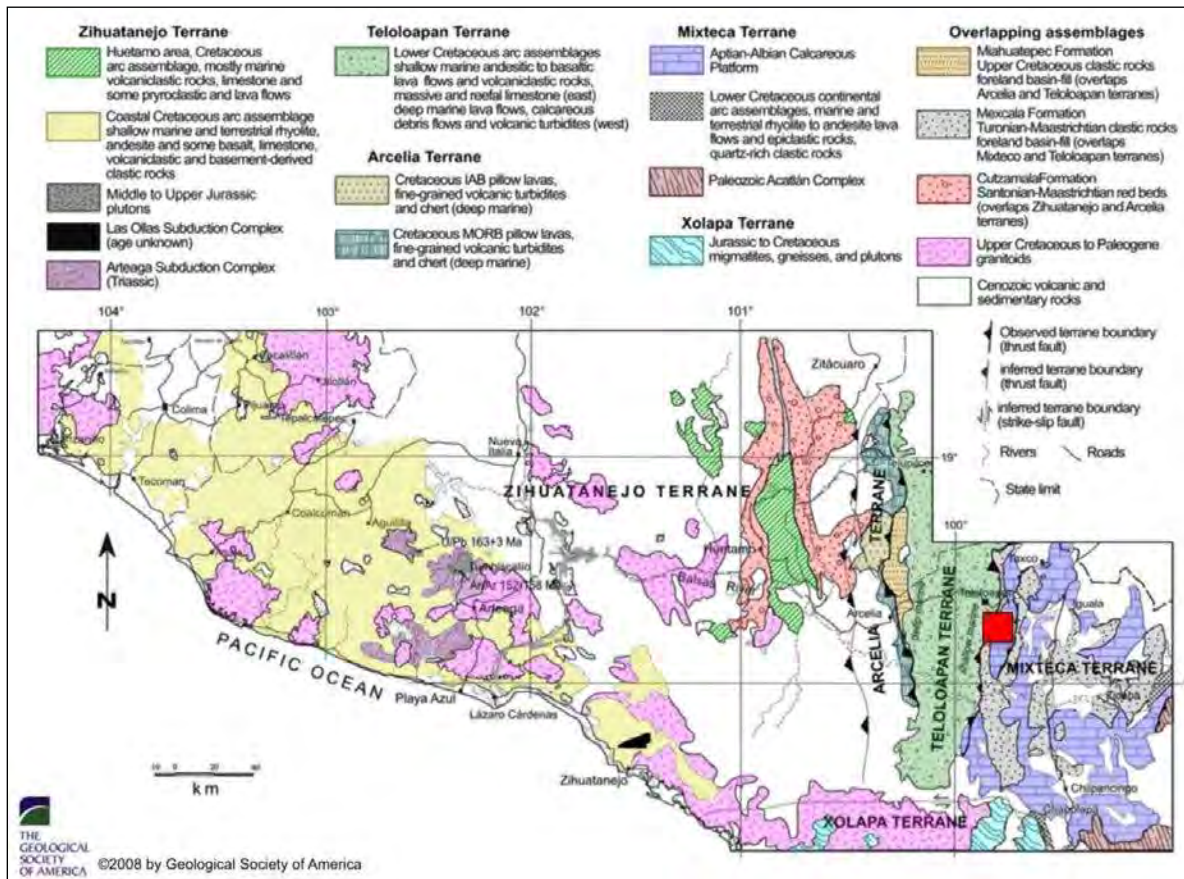 Zihuatanejo Terrane
Huetamo area, Cretaceous
arc assemblage, mostly marine
volcaniclastic rocks, limestone and
some pyroclastic and lava flows
Coastal Cretaceous arc assemblage
shallow marine and terrestrial rhyolite,
andesite and some basalt, limestone,
volcaniclastic and basement-derived
clastic rocks
Middle to Upper Jurassic
plutons
Las Ollas Subduction Complex
(age unknown)
Arteaga Subduction Complex
(Triassic)
Teloloapan Terrane
Lower Cretaceous arc assemblages
shallow marine andesitic to basaltic
lava flows and volcaniclastic rocks,
massive and reefal limestone (east)
deep marine lava flows, calcareous
debris flows and volcanic turbidites (west)
Arcelia Terrane
Cretaceous IAB pillow lavas,
fine-grained volcanic turbidites
and chert (deep marine)
Cretaceous MORB pillow lavas,
fine-grained volcanic turbidites
and chert (deep marine)
Mixteca Terrane
Aptian-Albian Calcareous
Platform
Lower Cretaceous continental
arc assemblages, marine and
terrestrial rhyolite to andesite lava
flows and epiclastic rocks,
quartz-rich clastic rocks
Paleozoic Acatlán Complex
Xolapa Terrane
Jurassic to Cretaceous
migmatites, gneisses, and plutons
Overlapping assemblages
Miahuatepec Formation
Upper Cretaceous clastic rocks
foreland basin-fill (overlaps
Arcelia and Teloloapan terranes)
Mexcala Formation
Turonian-Maastrichtian clastic rocks
foreland basin-fill (overlaps
Mixteco and Teloloapan terranes)
CutzamalaFormation
Santonian-Maastrichtian red beds
(overlaps Zihuatanejo and Arcelia
terranes)
Upper Cretaceous to Paleogene
granitoids
Cenozoic volcanic and
sedimentary rocks
Observed terrane boundary
(thrust fault)
inferred terrane boundary
(thrust fault)
inferred terrane boundary
(strike-slip fault)
Rivers
Roads
State limit
104°
103°
102°
101°
Zitácuaro
Colima
Nueva
Italia
19°
Tecoman
ZIHUATANEJO TERRANE
Coalcoman
Aguililla
100°
U/Pb 163+3 Ma
Huetamo
Taxco
Balsas
River
Arteaga
Arcelia
Iguala
ARCELIA
TERRANE
TELOLOAPAN TERRANE
MIXTECA TERRANE
N
PACIFIC OCEAN
Playa Azul
Lázaro Cárdenas
Zihuatanejo
Chilpancingo
XOLAPA TERRANE
km
THE
GEOLOGICAL
SOCIETY
OF AMERICA
©2008 by Geological Society of America